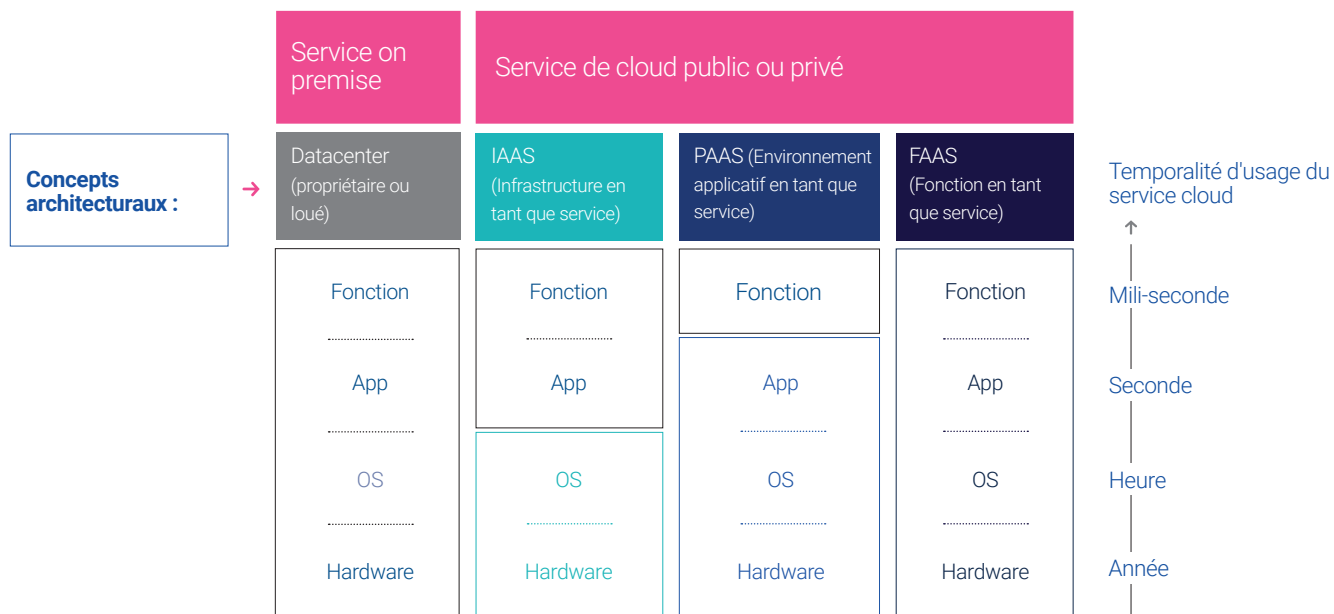 Service on
premise
Service de cloud public ou privé
Concepts
architecturaux :
Datacenter
(propriétaire ou
loué)
IAAS
(Infrastructure en
tant que service)
PAAS (Environnement
applicatif en tant que
service)
FAAS
(Fonction en tant
que service)
Temporalité d'usage du
service cloud
Fonction
Fonction
Fonction
Fonction
Mili-seconde
App
App
App
App
Seconde
OS
OS
OS
OS
Heure
Hardware
Hardware
Hardware
Hardware
Année